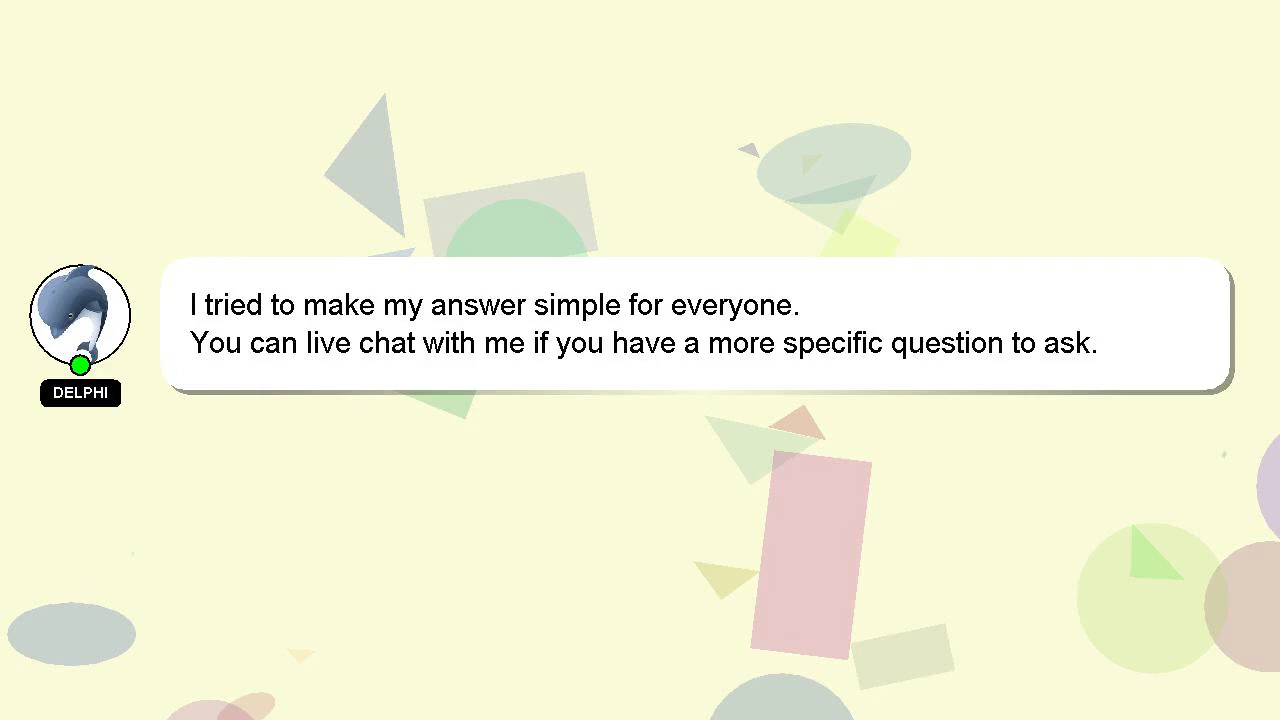 I tried to make my answer simple for everyone.
You can live chat with me if you have a more specific question to ask.
DELPHI